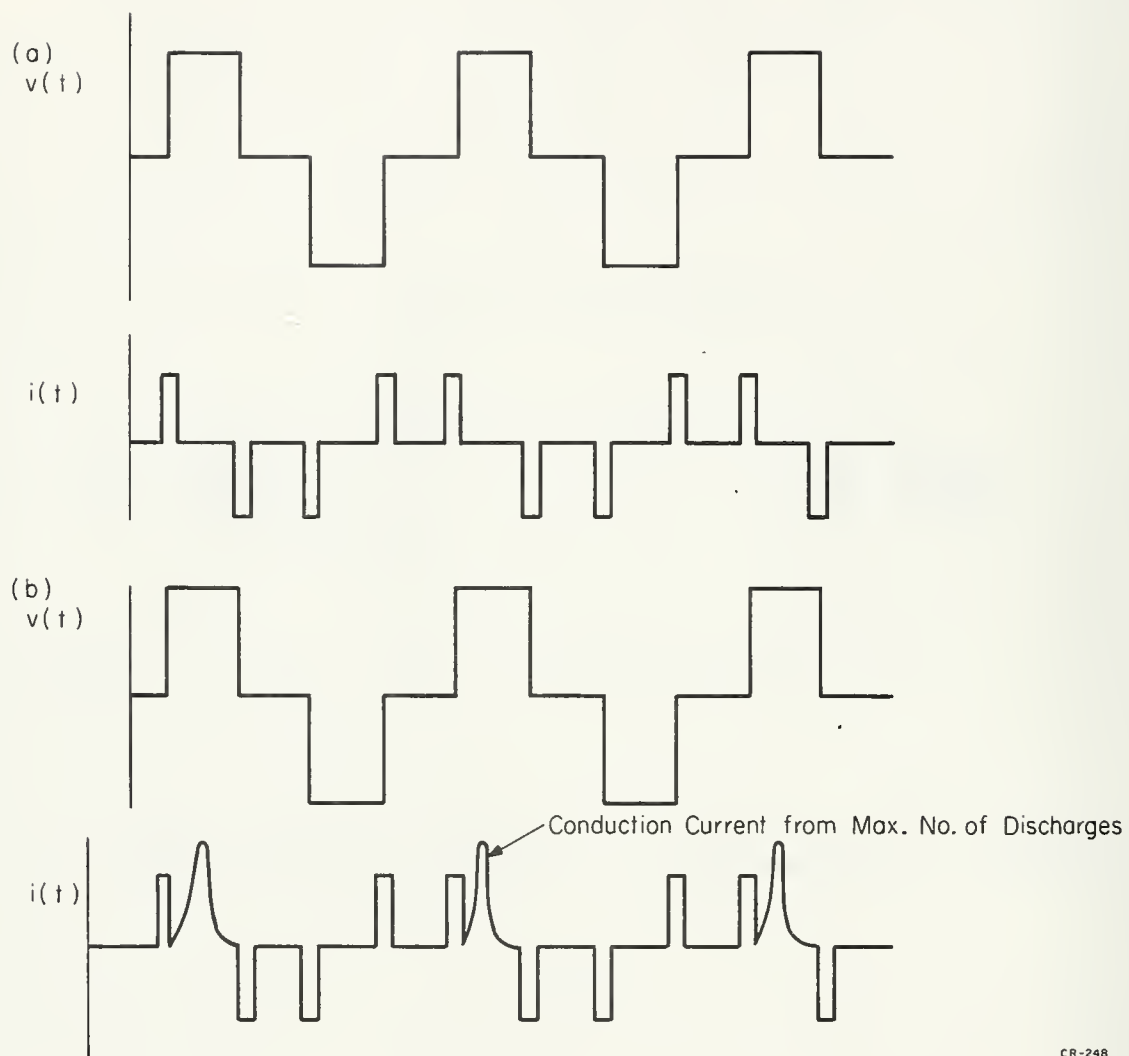 (a)
v(t)
i(t)
(b)
v(t)
Conduction Current from Max. No. of Discharges
i(t)
CR-248